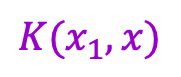 K(x₁, x)